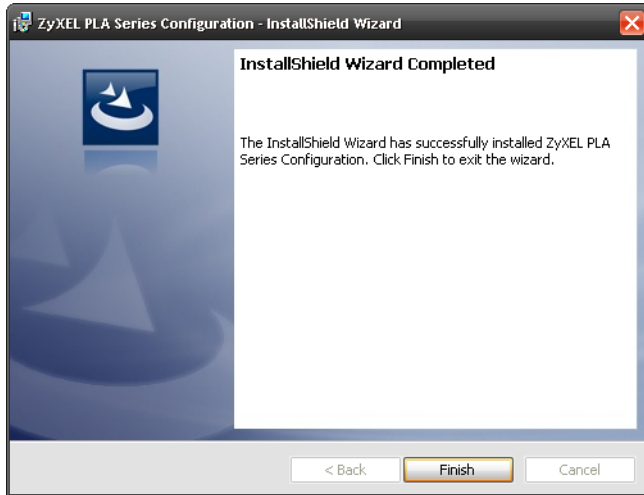 ZyXEL PLA Series Configuration - InstallShield Wizard
InstallShield Wizard Completed
The InstallShield Wizard has successfully installed ZyXEL PLA
Series Configuration. Click Finish to exit the wizard.
< Back Finish Cancel